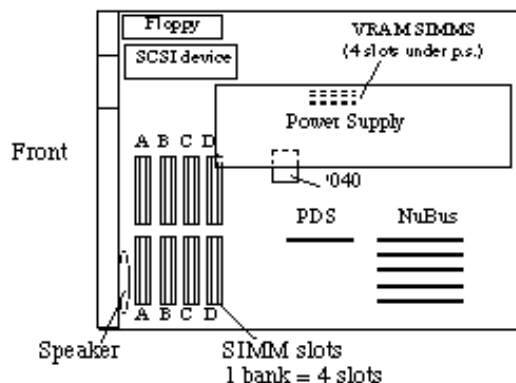 Floppy
SCSI device
VRAM SIMMS
(4 slots under p.s.)
Power Supply
A B C D
Front
'040
PDS
NuBus
A B C D
Speaker
SIMM slots
1 bank = 4 slots